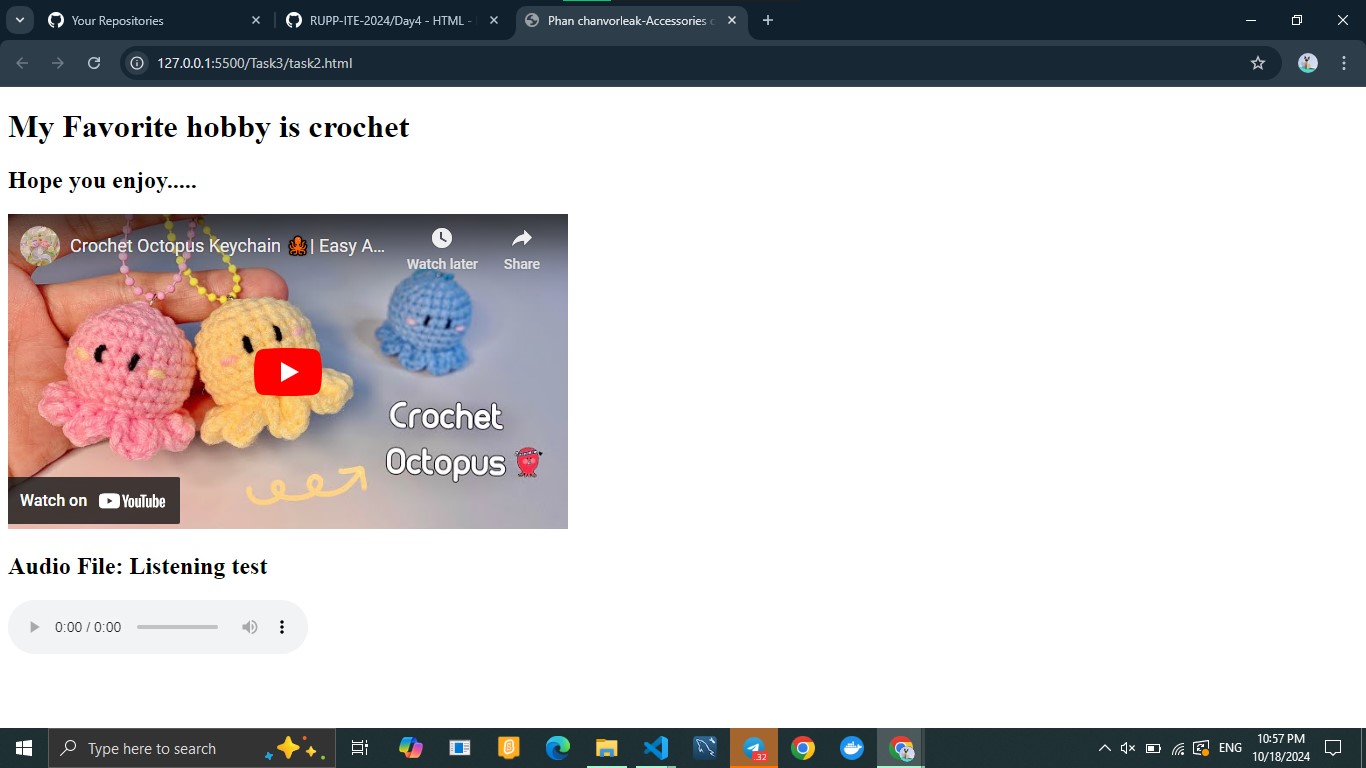 Your Repositories
RUPP-ITE-2024/Day4 - HTML -
Phan chanvorleak-Accessories
127.0.0.1:5500/Task3/task2.html
My Favorite hobby is crochet
Hope you enjoy.....
Crochet Octopus Keychain 🐙| Easy A...
Watch later
Share
Crochet
Octopus
Watch on YouTube
Audio File: Listening test
0:00 / 0:00
Type here to search
32
ENG
10:57 PM
10/18/2024